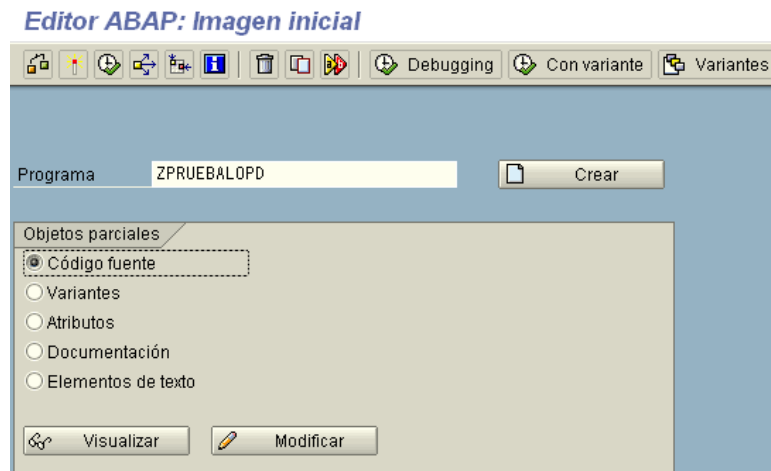 Editor ABAP: Imagen inicial
Debugging Con variante Variantes
Programa ZPRUEBALOPD Crear
Objetos parciales
Código fuente
Variantes
Atributos
Documentación
Elementos de texto
Visualizar Modificar